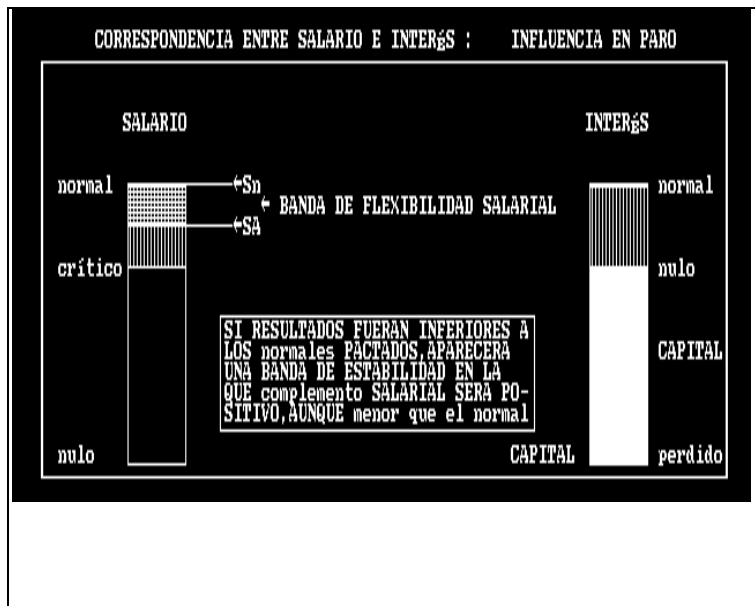 CORRESPONDENCIA ENTRE SALARIO E INTERéS : INFLUENCIA EN PARO
SALARIO INTERéS
normal ←Sn normal
← BANDA DE FLEXIBILIDAD SALARIAL
←SA
crítico nulo
SI RESULTADOS FUERAN INFERIORES A
LOS normales PACTADOS,APARECERA
UNA BANDA DE ESTABILIDAD EN LA
QUE complemento SALARIAL SERA PO-
SITIVO,AUNQUE menor que el normal
CAPITAL
nulo CAPITAL perdido